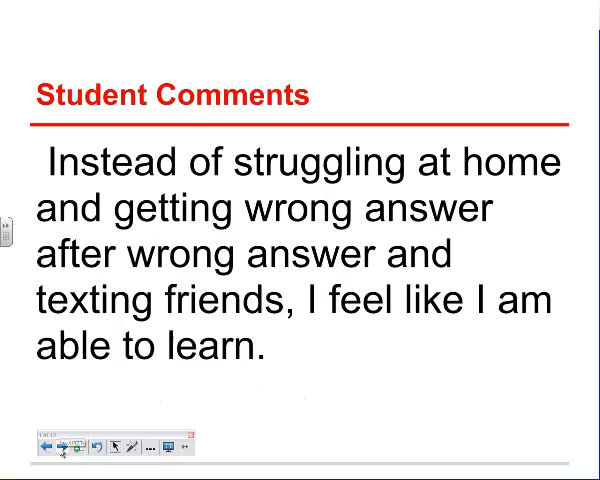 Student Comments
Instead of struggling at home
and getting wrong answer
after wrong answer and
texting friends, I feel like I am
able to learn.